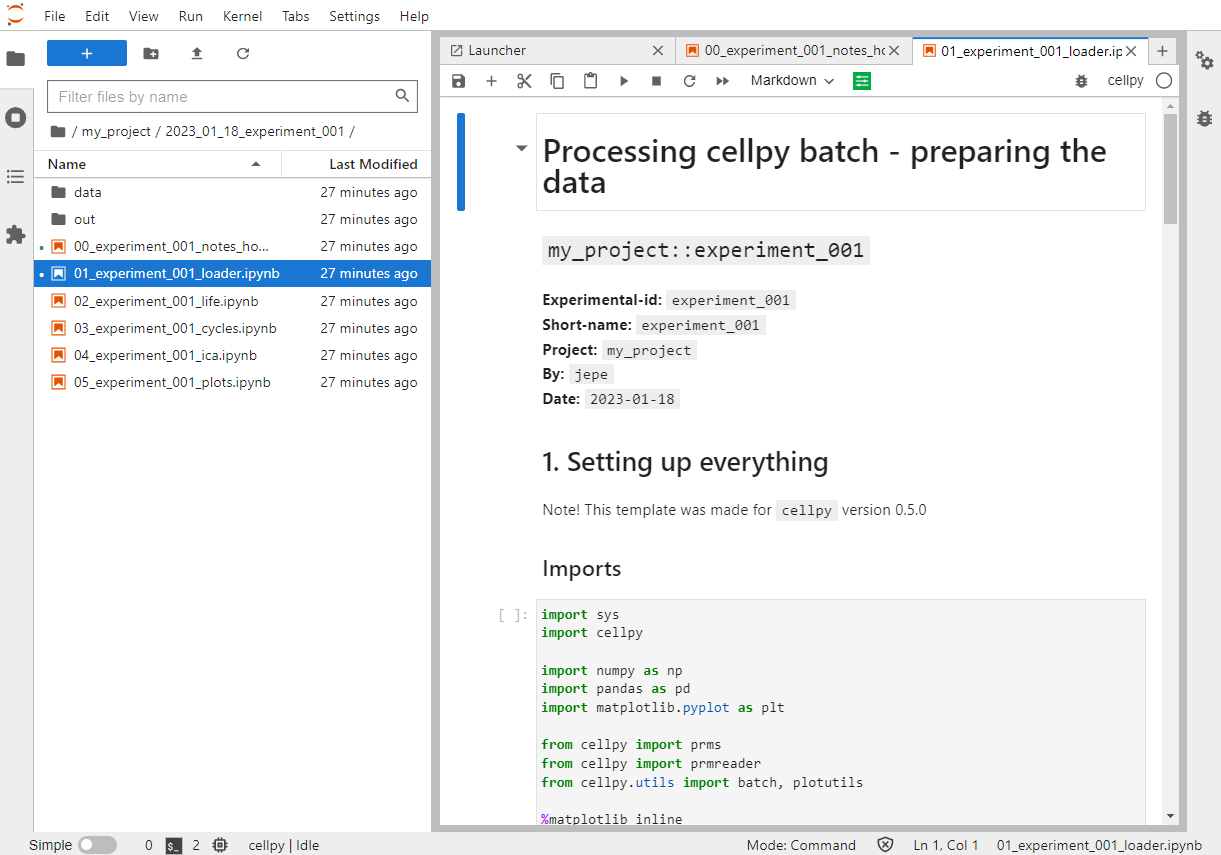 File Edit View Run Kernel Tabs Settings Help
+
Filter files by name
/ my_project / 2023_01_18_experiment_001 /
Name Last Modified
data 27 minutes ago
out 27 minutes ago
00_experiment_001_notes_ho... 27 minutes ago
01_experiment_001_loader.ipynb 27 minutes ago
02_experiment_001_life.ipynb 27 minutes ago
03_experiment_001_cycles.ipynb 27 minutes ago
04_experiment_001_ica.ipynb 27 minutes ago
05_experiment_001_plots.ipynb 27 minutes ago
Launcher 00_experiment_001_notes_hc 01_experiment_001_loader.ip
Markdown cellpy
Processing cellpy batch - preparing the
data
my_project::experiment_001
Experimental-id: experiment_001
Short-name: experiment_001
Project: my_project
By: jepe
Date: 2023-01-18
1. Setting up everything
Note! This template was made for cellpy version 0.5.0
Imports
[ ]:
import sys
import cellpy
import numpy as np
import pandas as pd
import matplotlib.pyplot as plt
from cellpy import prms
from cellpy import prmreader
from cellpy.utils import batch, plotutils
%matplotlib inline
Simple 0 $_ 2 cellpy | Idle Mode: Command Ln 1, Col 1 01_experiment_001_loader.ipynb